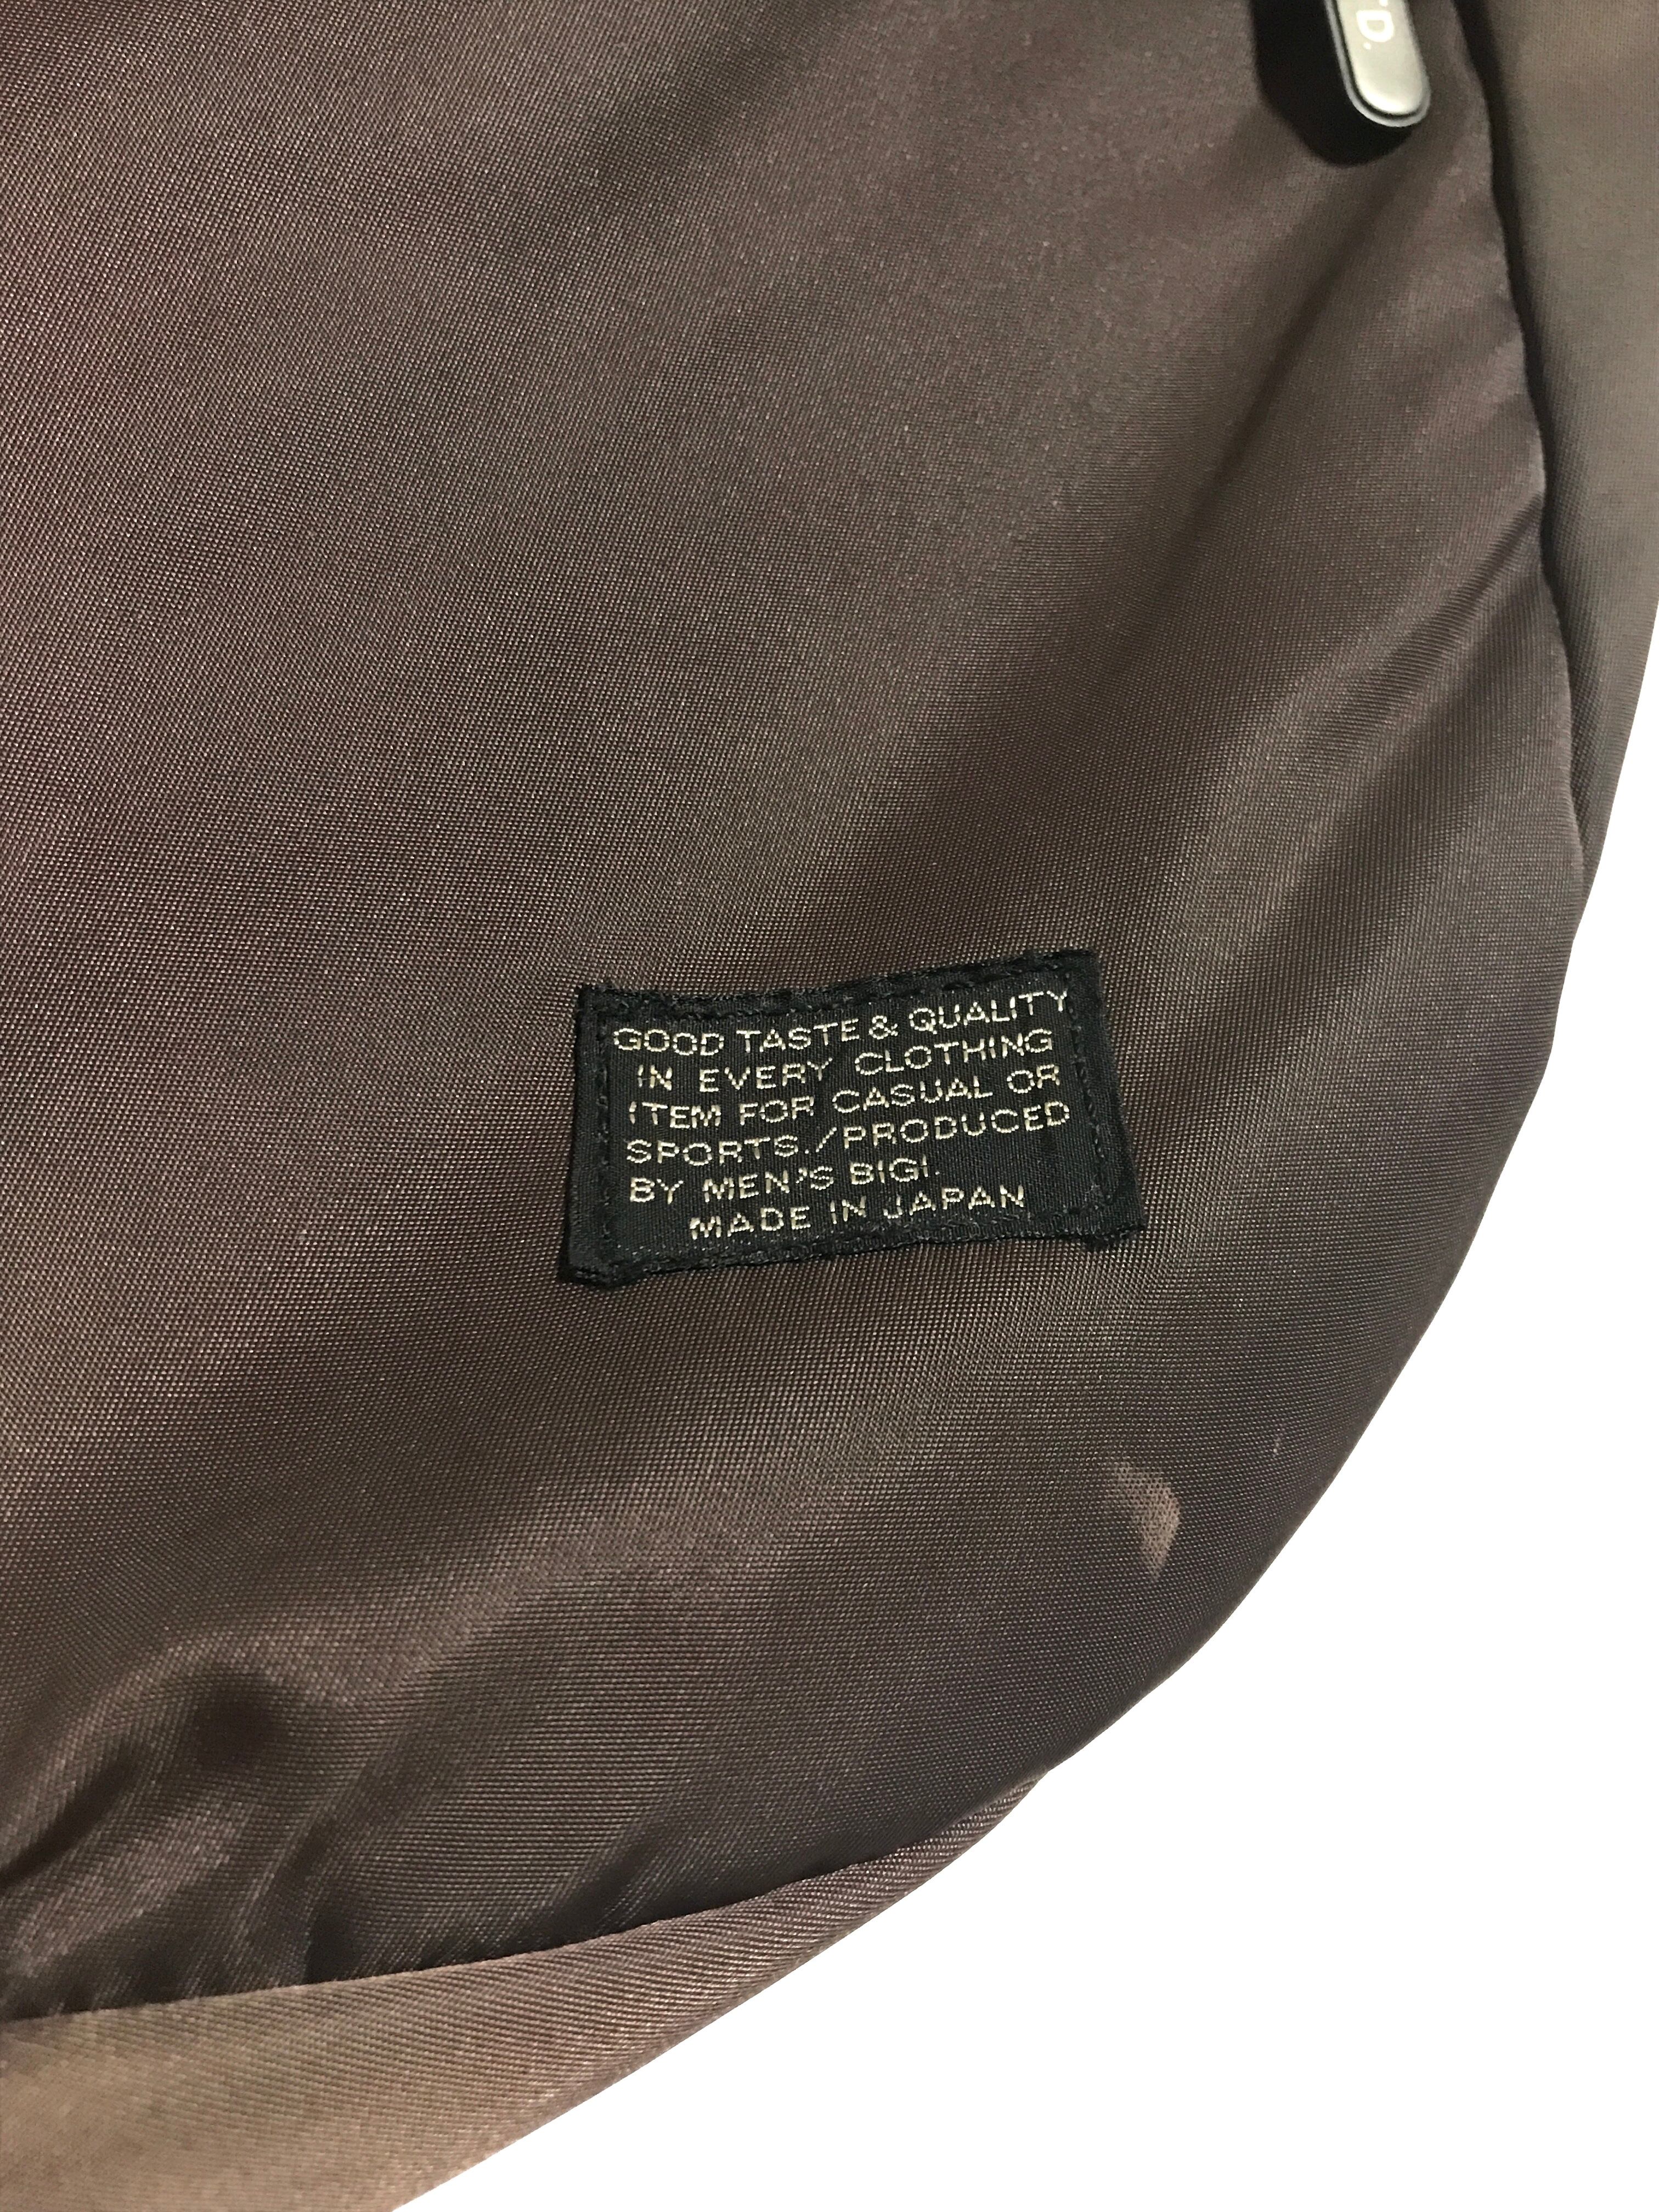 'D.
GOOD TASTE & QUALITY
IN EVERY CLOTHING
ITEM FOR CASUAL OR
SPORTS./PRODUCED
BY MEN'S BIGI.
MADE IN JAPAN